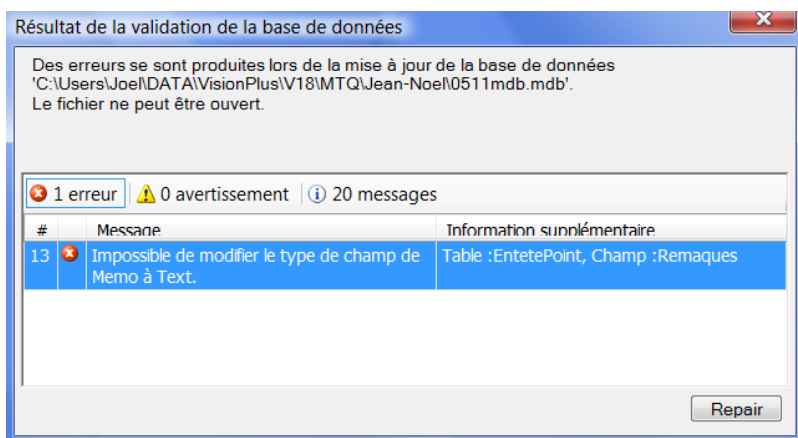 Résultat de la validation de la base de données
Des erreurs se sont produites lors de la mise à jour de la base de données
'C:\Users\Joel\DATA\VisionPlus\V18\MTQ\Jean-Noel\0511mdb.mdb'.
Le fichier ne peut être ouvert.
1 erreur 0 avertissement 20 messages
# Message Information supplémentaire
13 Impossible de modifier le type de champ de Table :EntetePoint, Champ :Remaques
Memo à Text.
Repair